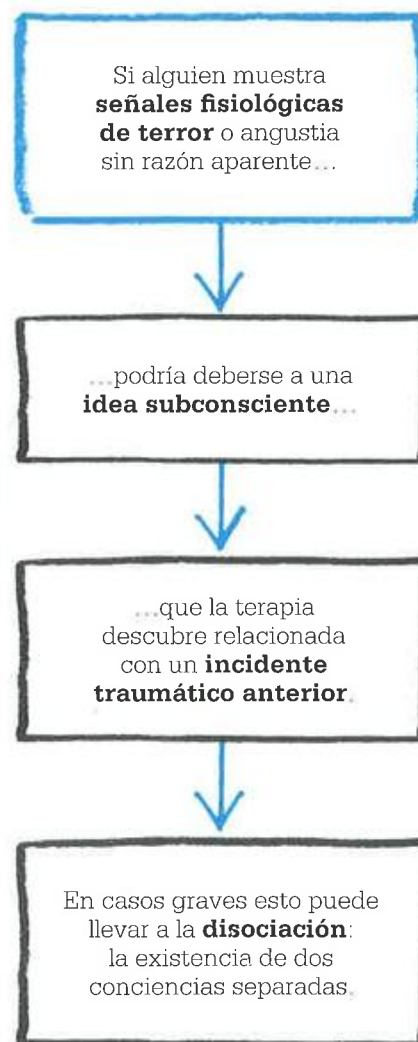 Si alguien muestra
señales fisiológicas
de terror o angustia
sin razón aparente...
...podría deberse a una
idea subconsciente...
...que la terapia
descubre relacionada
con un incidente
traumático anterior.
En casos graves esto puede
llevar a la disociación:
la existencia de dos
conciencias separadas.